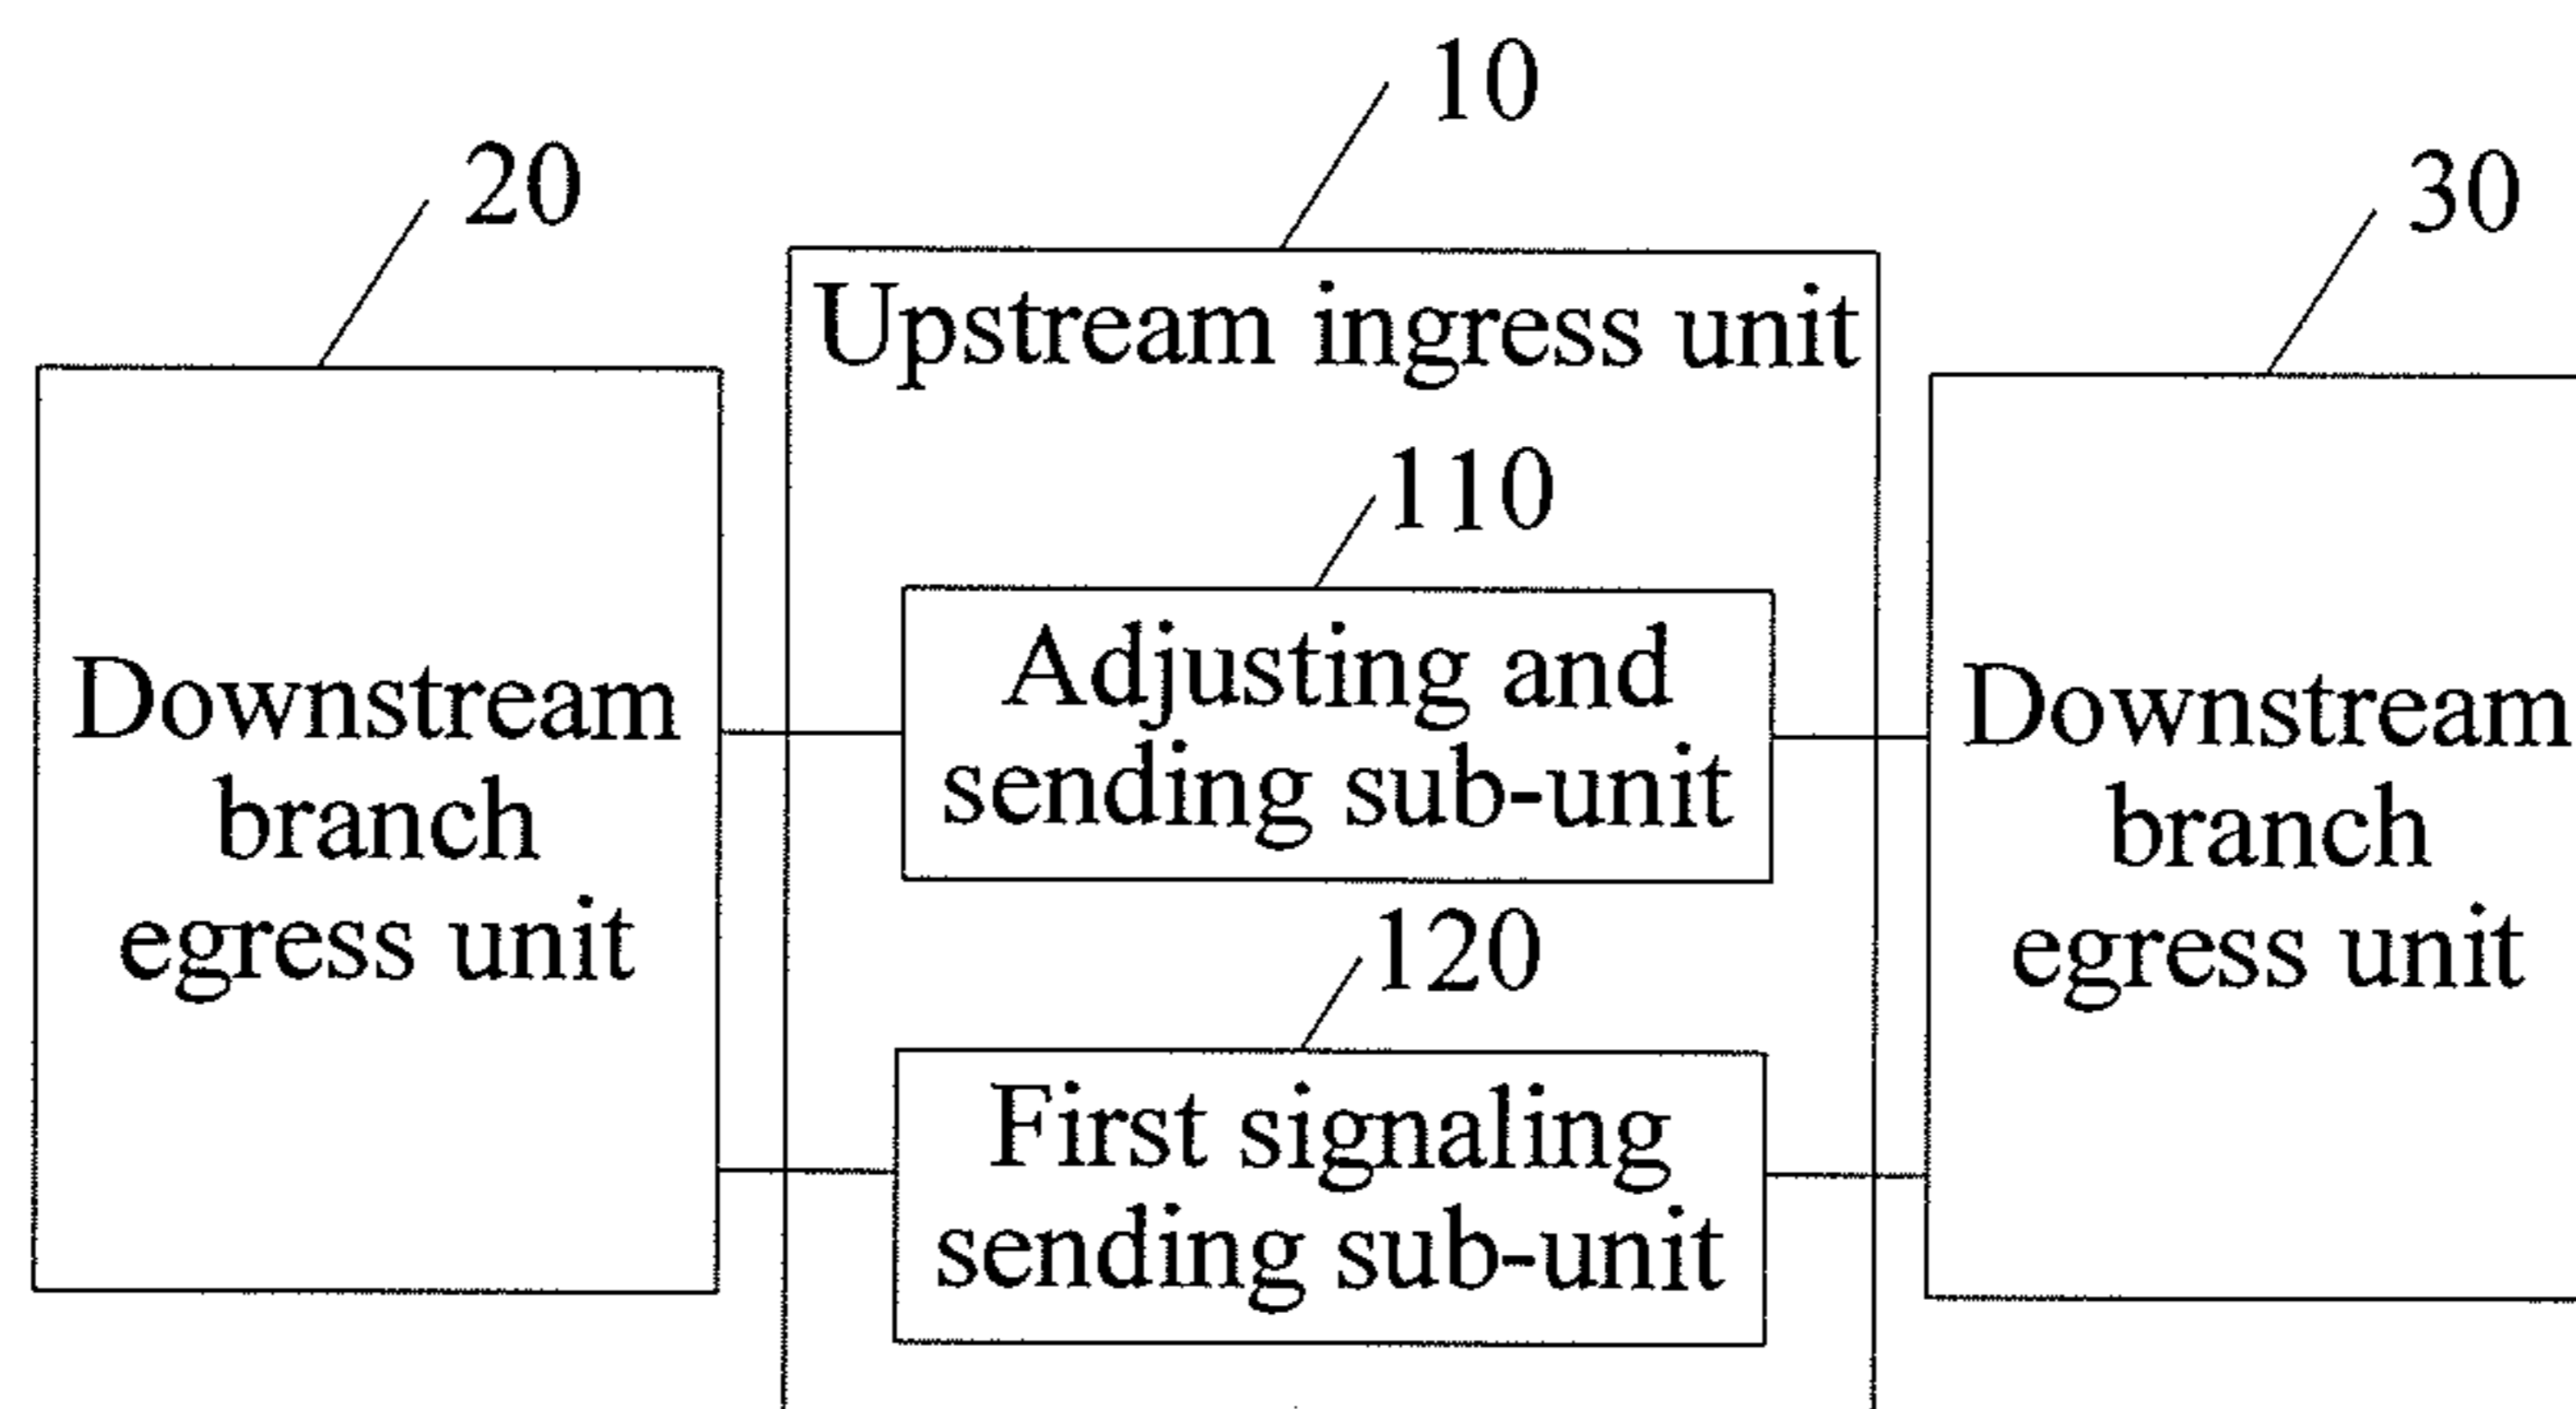 10
20
30
Upstream ingress unit
110
Adjusting and
sending sub-unit
Downstream
branch
egress unit
Downstream
branch
egress unit
120
First signaling
sending sub-unit